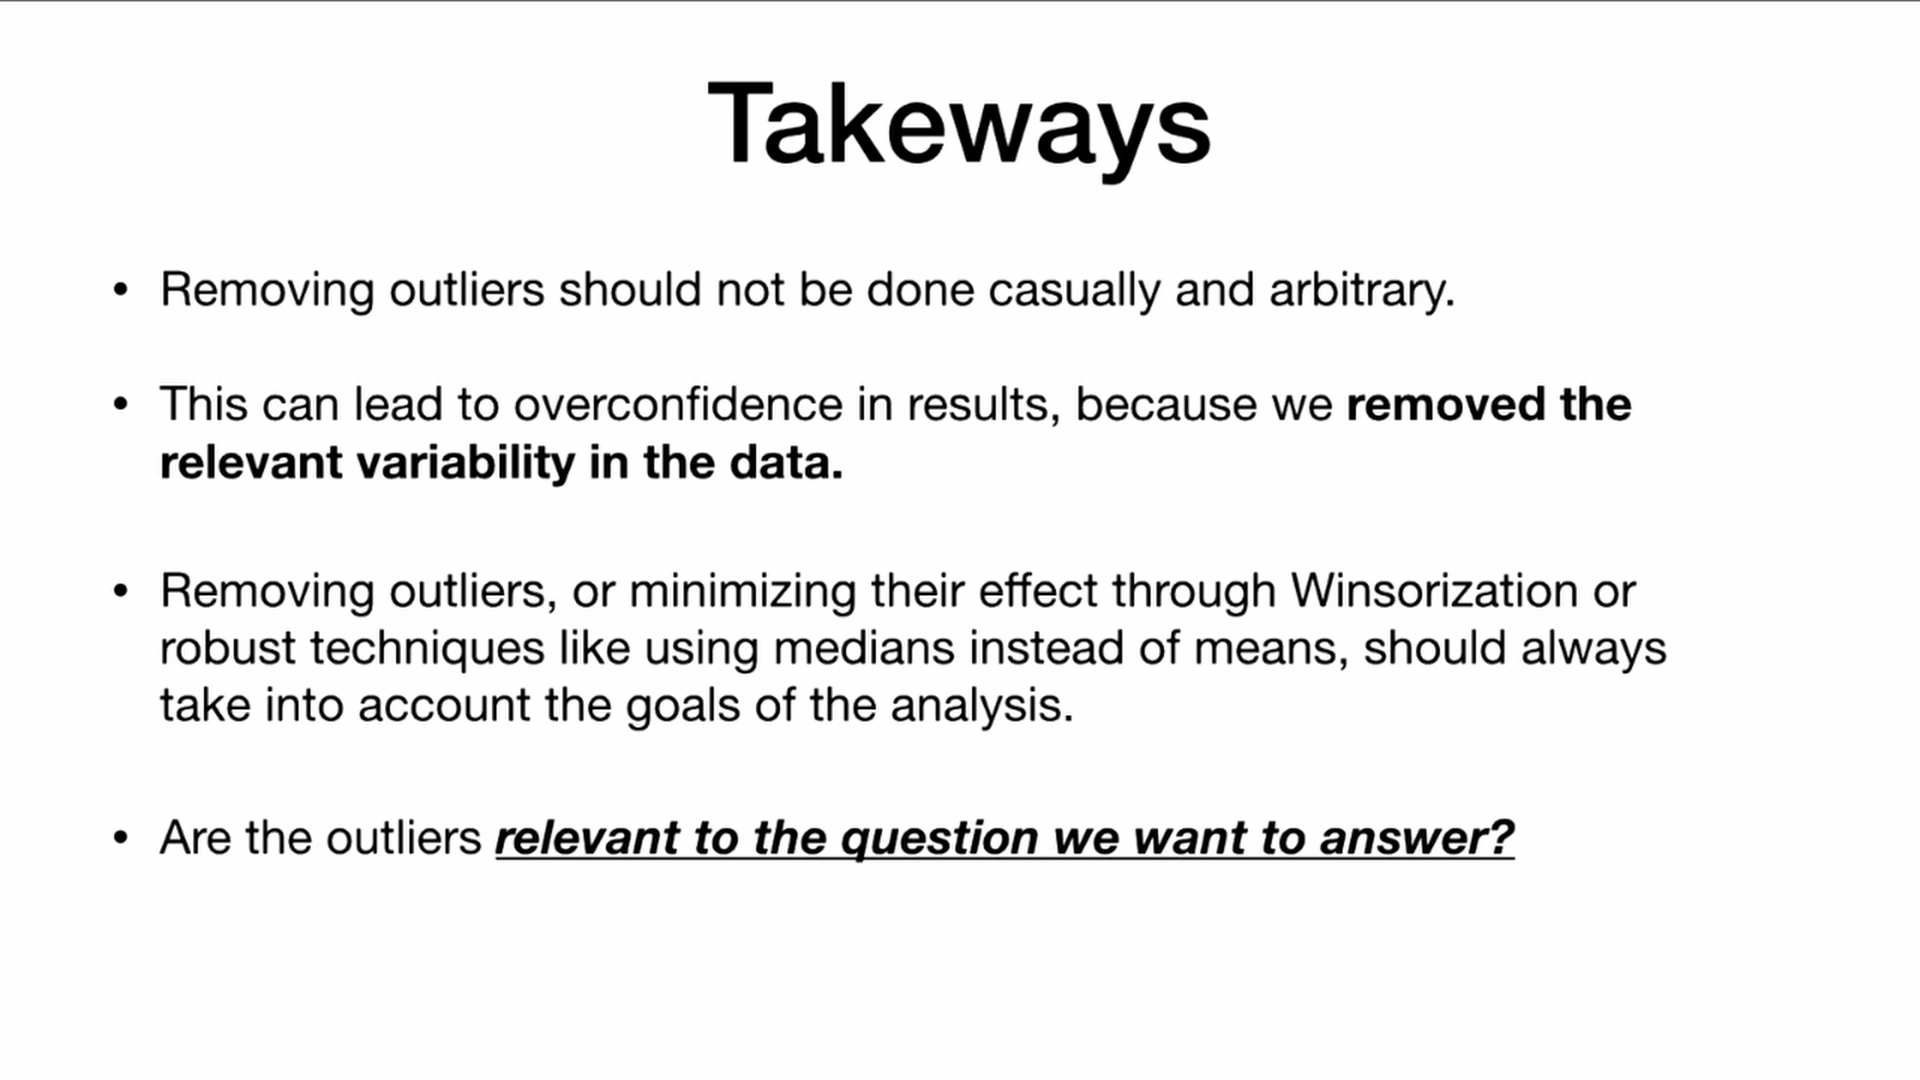 Takeways
• Removing outliers should not be done casually and arbitrary.
• This can lead to overconfidence in results, because we removed the
relevant variability in the data.
• Removing outliers, or minimizing their effect through Winsorization or
robust techniques like using medians instead of means, should always
take into account the goals of the analysis.
• Are the outliers relevant to the question we want to answer?